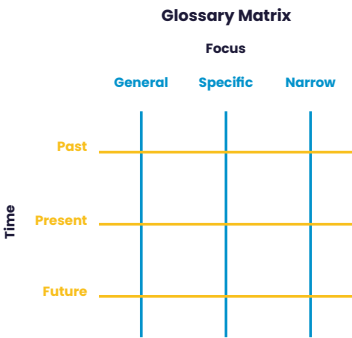 Glossary Matrix
Focus
General Specific Narrow
Past
Time
Present
Future